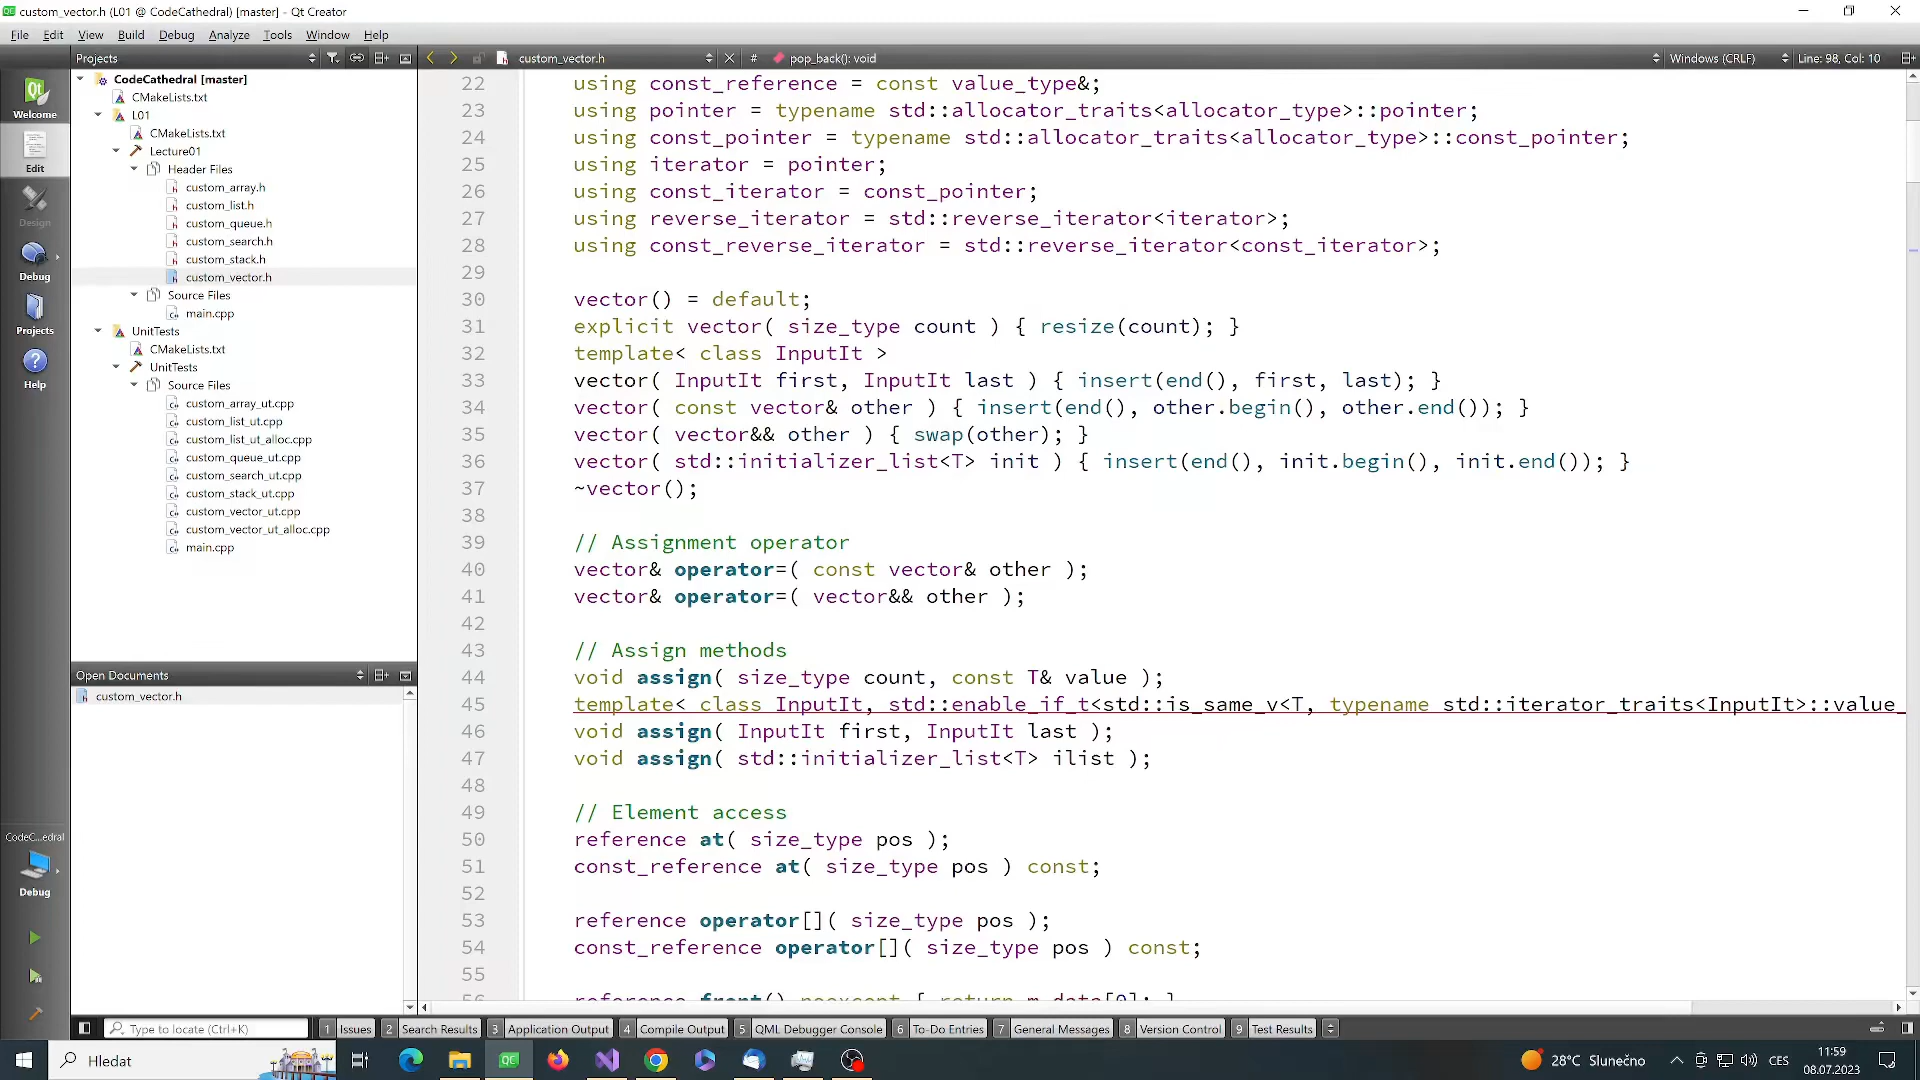 custom_vector.h (L01 @ CodeCathedral) [master] - Qt Creator
File Edit View Build Debug Analyze Tools Window Help
Projects
custom_vector.h
# pop_back(): void
Windows (CRLF)
Line: 98, Col: 10
Welcome
Edit
Design
Debug
Projects
Help
CodeC...edral
Debug
CodeCathedral [master]
CMakeLists.txt
L01
CMakeLists.txt
Lecture01
Header Files
custom_array.h
custom_list.h
custom_queue.h
custom_search.h
custom_stack.h
custom_vector.h
Source Files
main.cpp
UnitTests
CMakeLists.txt
UnitTests
Source Files
custom_array_ut.cpp
custom_list_ut.cpp
custom_list_ut_alloc.cpp
custom_queue_ut.cpp
custom_search_ut.cpp
custom_stack_ut.cpp
custom_vector_ut.cpp
custom_vector_ut_alloc.cpp
main.cpp
Open Documents
custom_vector.h
22 using const_reference = const value_type&;
23 using pointer = typename std::allocator_traits<allocator_type>::pointer;
24 using const_pointer = typename std::allocator_traits<allocator_type>::const_pointer;
25 using iterator = pointer;
26 using const_iterator = const_pointer;
27 using reverse_iterator = std::reverse_iterator<iterator>;
28 using const_reverse_iterator = std::reverse_iterator<const_iterator>;
29
30 vector() = default;
31 explicit vector( size_type count ) { resize(count); }
32 template< class InputIt >
33 vector( InputIt first, InputIt last ) { insert(end(), first, last); }
34 vector( const vector& other ) { insert(end(), other.begin(), other.end()); }
35 vector( vector&& other ) { swap(other); }
36 vector( std::initializer_list<T> init ) { insert(end(), init.begin(), init.end()); }
37 ~vector();
38
39 // Assignment operator
40 vector& operator=( const vector& other );
41 vector& operator=( vector&& other );
42
43 // Assign methods
44 void assign( size_type count, const T& value );
45 template< class InputIt, std::enable_if_t<std::is_same_v<T, typename std::iterator_traits<InputIt>::value_
46 void assign( InputIt first, InputIt last );
47 void assign( std::initializer_list<T> ilist );
48
49 // Element access
50 reference at( size_type pos );
51 const_reference at( size_type pos ) const;
52
53 reference operator[]( size_type pos );
54 const_reference operator[]( size_type pos ) const;
55
56 reference front() noexcept { return m_data[0]; }
Type to locate (Ctrl+K)
1 Issues 2 Search Results 3 Application Output 4 Compile Output 5 QML Debugger Console 6 To-Do Entries 7 General Messages 8 Version Control 9 Test Results
Hledat
28°C Slunečno
CES
11:59
08.07.2023